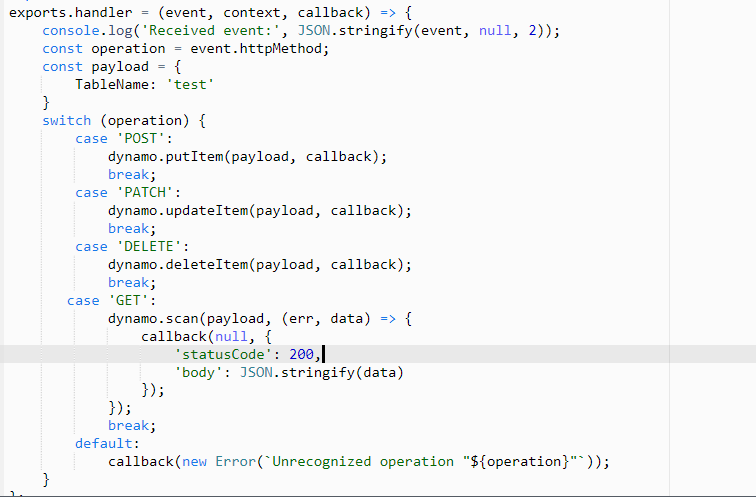 exports.handler = (event, context, callback) => {
    console.log('Received event:', JSON.stringify(event, null, 2));
    const operation = event.httpMethod;
    const payload = {
        TableName: 'test'
    }
    switch (operation) {
        case 'POST':
            dynamo.putItem(payload, callback);
            break;
        case 'PATCH':
            dynamo.updateItem(payload, callback);
            break;
        case 'DELETE':
            dynamo.deleteItem(payload, callback);
            break;
       case 'GET':
            dynamo.scan(payload, (err, data) => {
                callback(null, {
                    'statusCode': 200,
                    'body': JSON.stringify(data)
                });
            });
            break;
        default:
            callback(new Error(`Unrecognized operation "${operation}"`));
    }
};